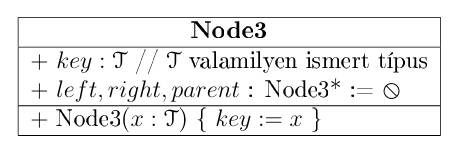 Node3
+ key : 𝒯 // 𝒯 valamilyen ismert típus
+ left, right, parent : Node3* := ⦸
+ Node3(x : 𝒯) { key := x }